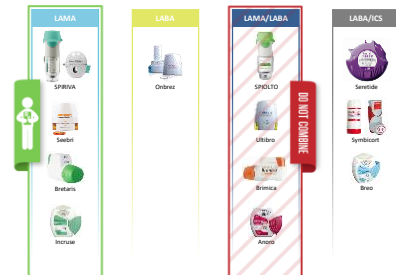 LAMA
LABA
LAMA/LABA
LABA/ICS
SPIRIVA
Onbrez
SPIOLTO
Seretide
DO NOT COMBINE
Seebri
Ultibro
Symbicort
Bretaris
Brimica
Breo
Incruse
Anoro